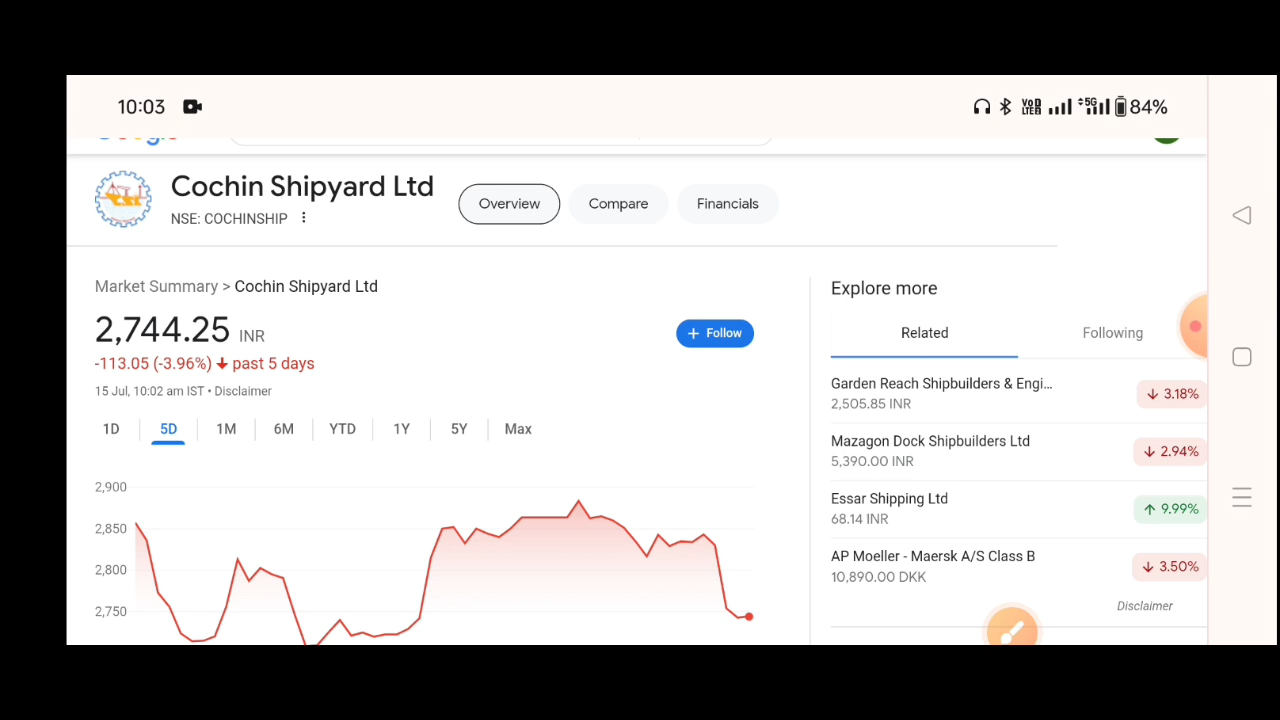 10:03
VoD LTED 5G 84%
Cochin Shipyard Ltd
NSE: COCHINSHIP
Overview
Compare
Financials
Market Summary > Cochin Shipyard Ltd
2,744.25 INR
+ Follow
-113.05 (-3.96%) ↓ past 5 days
15 Jul, 10:02 am IST • Disclaimer
1D 5D 1M 6M YTD 1Y 5Y Max
2,900
2,850
2,800
2,750
Explore more
Related
Following
Garden Reach Shipbuilders & Engi...
2,505.85 INR
↓ 3.18%
Mazagon Dock Shipbuilders Ltd
5,390.00 INR
↓ 2.94%
Essar Shipping Ltd
68.14 INR
↑ 9.99%
AP Moeller - Maersk A/S Class B
10,890.00 DKK
↓ 3.50%
Disclaimer